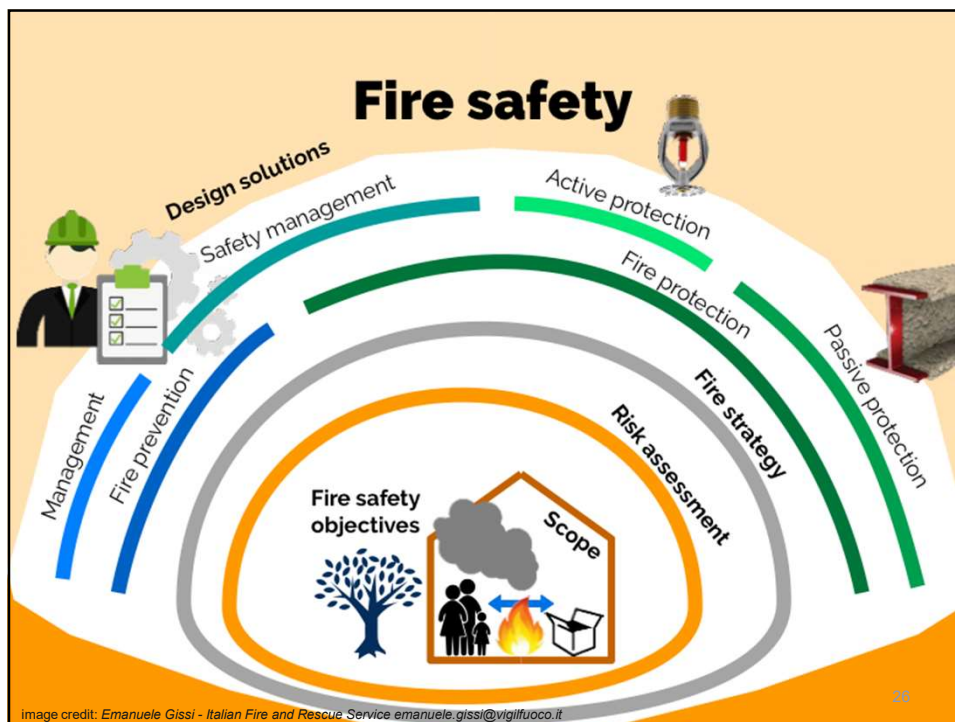 Fire safety
Design solutions
Safety management
Active protection
Fire protection
Passive protection
Management
Fire prevention
Fire strategy
Risk assessment
Fire safety
objectives
Scope
26
image credit: Emanuele Gissi - Italian Fire and Rescue Service emanuele.gissi@vigilfuoco.it